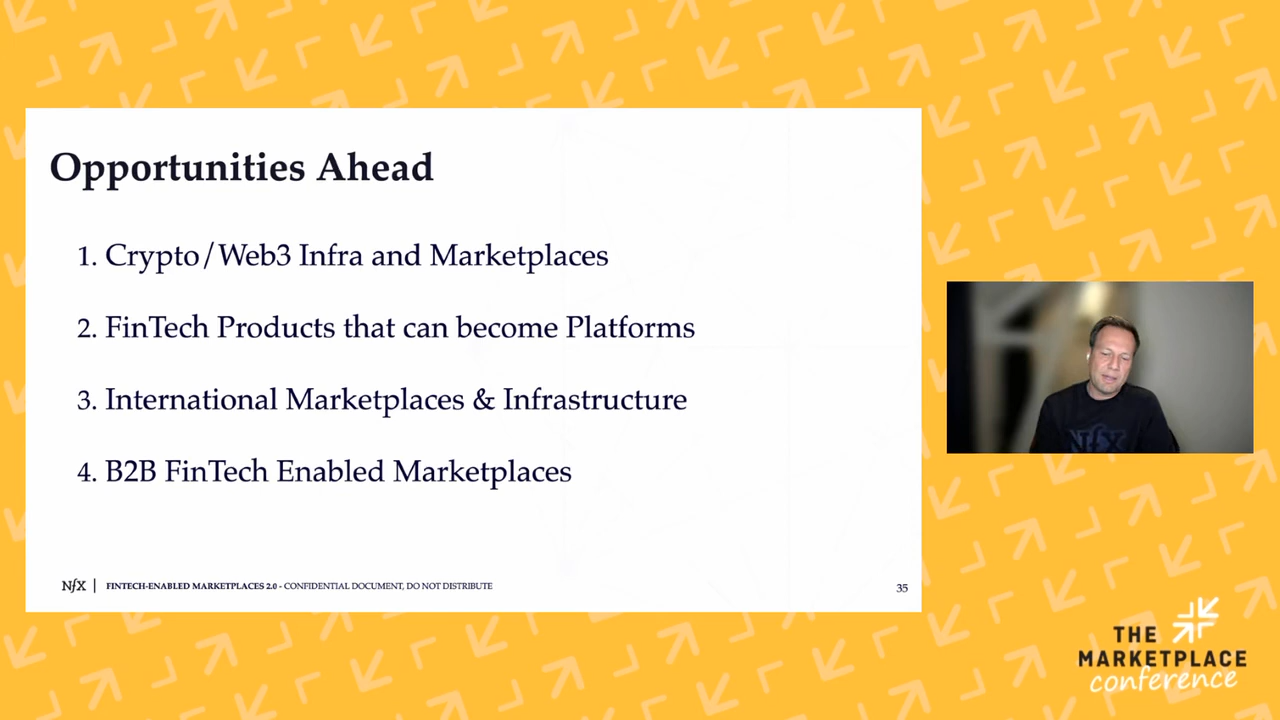 Opportunities Ahead
1. Crypto/Web3 Infra and Marketplaces
2. FinTech Products that can become Platforms
3. International Marketplaces & Infrastructure
4. B2B FinTech Enabled Marketplaces
NfX | FINTECH-ENABLED MARKETPLACES 2.0 - CONFIDENTIAL DOCUMENT, DO NOT DISTRIBUTE
35
NfX
THE
MARKETPLACE
conference